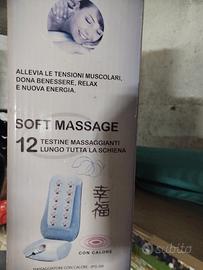 ALLEVIA LE TENSIONI MUSCOLARI,
DONA BENESSERE, RELAX
E NUOVA ENERGIA.
SOFT MASSAGE
12 TESTINE MASSAGGIANTI
LUNGO TUTTA LA SCHIENA
幸
福
CON CALORE
subito